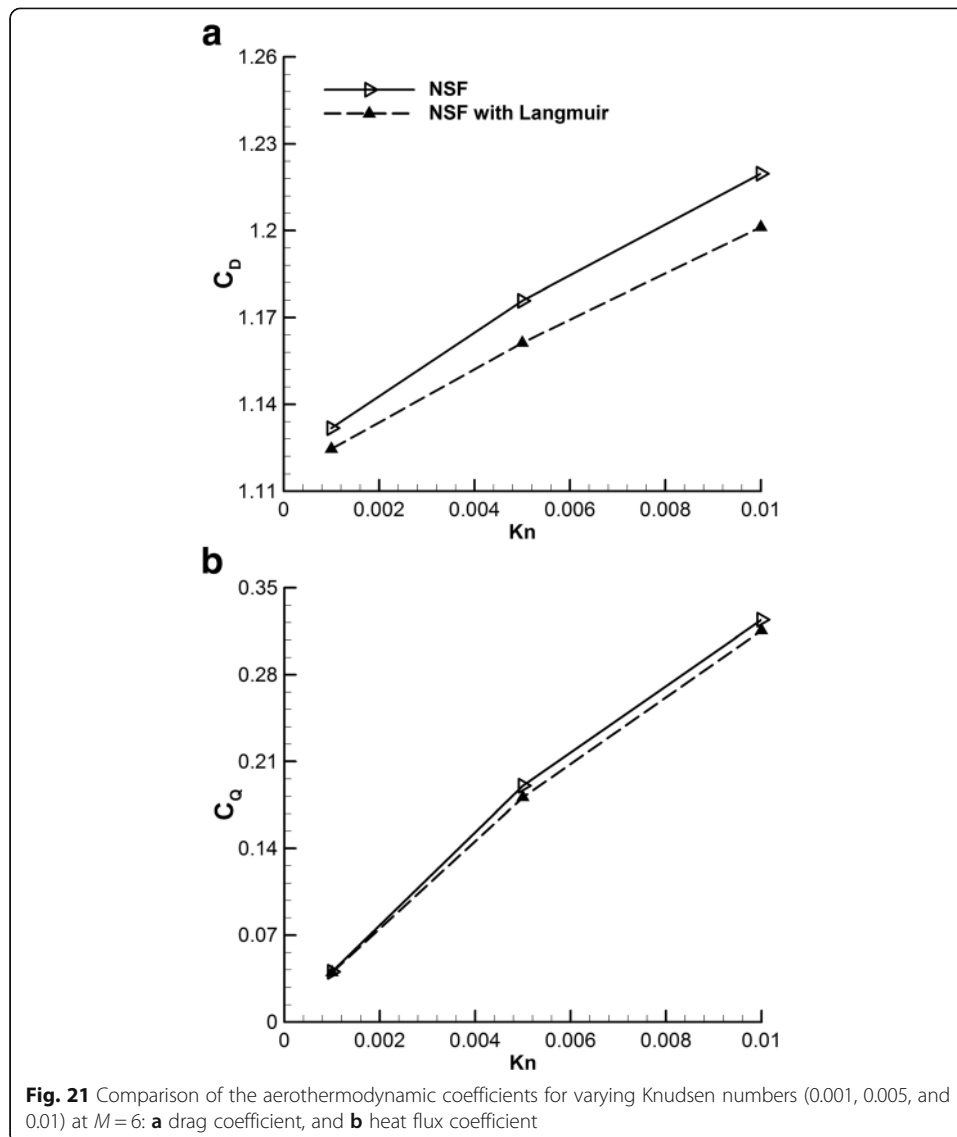 a
1.26
1.23
1.2
1.17
1.14
1.11
C_D
NSF
NSF with Langmuir
0 0.002 0.004 0.006 0.008 0.01
Kn
b
0.35
0.28
0.21
0.14
0.07
0
C_Q
0 0.002 0.004 0.006 0.008 0.01
Kn
Fig. 21 Comparison of the aerothermodynamic coefficients for varying Knudsen numbers (0.001, 0.005, and
0.01) at M = 6: a drag coefficient, and b heat flux coefficient